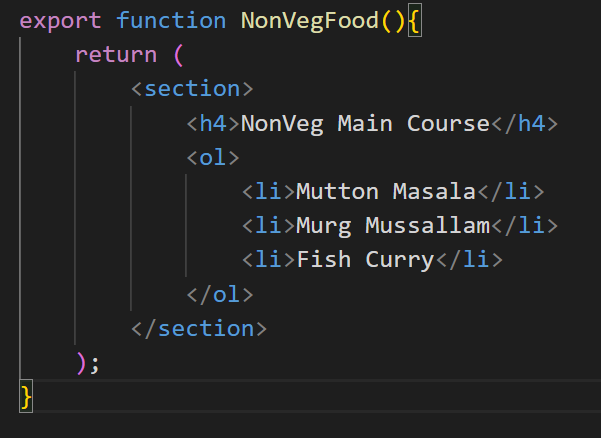 export function NonVegFood(){
    return (
        <section>
            <h4>NonVeg Main Course</h4>
            <ol>
                <li>Mutton Masala</li>
                <li>Murg Mussallam</li>
                <li>Fish Curry</li>
            </ol>
        </section>
    );
}